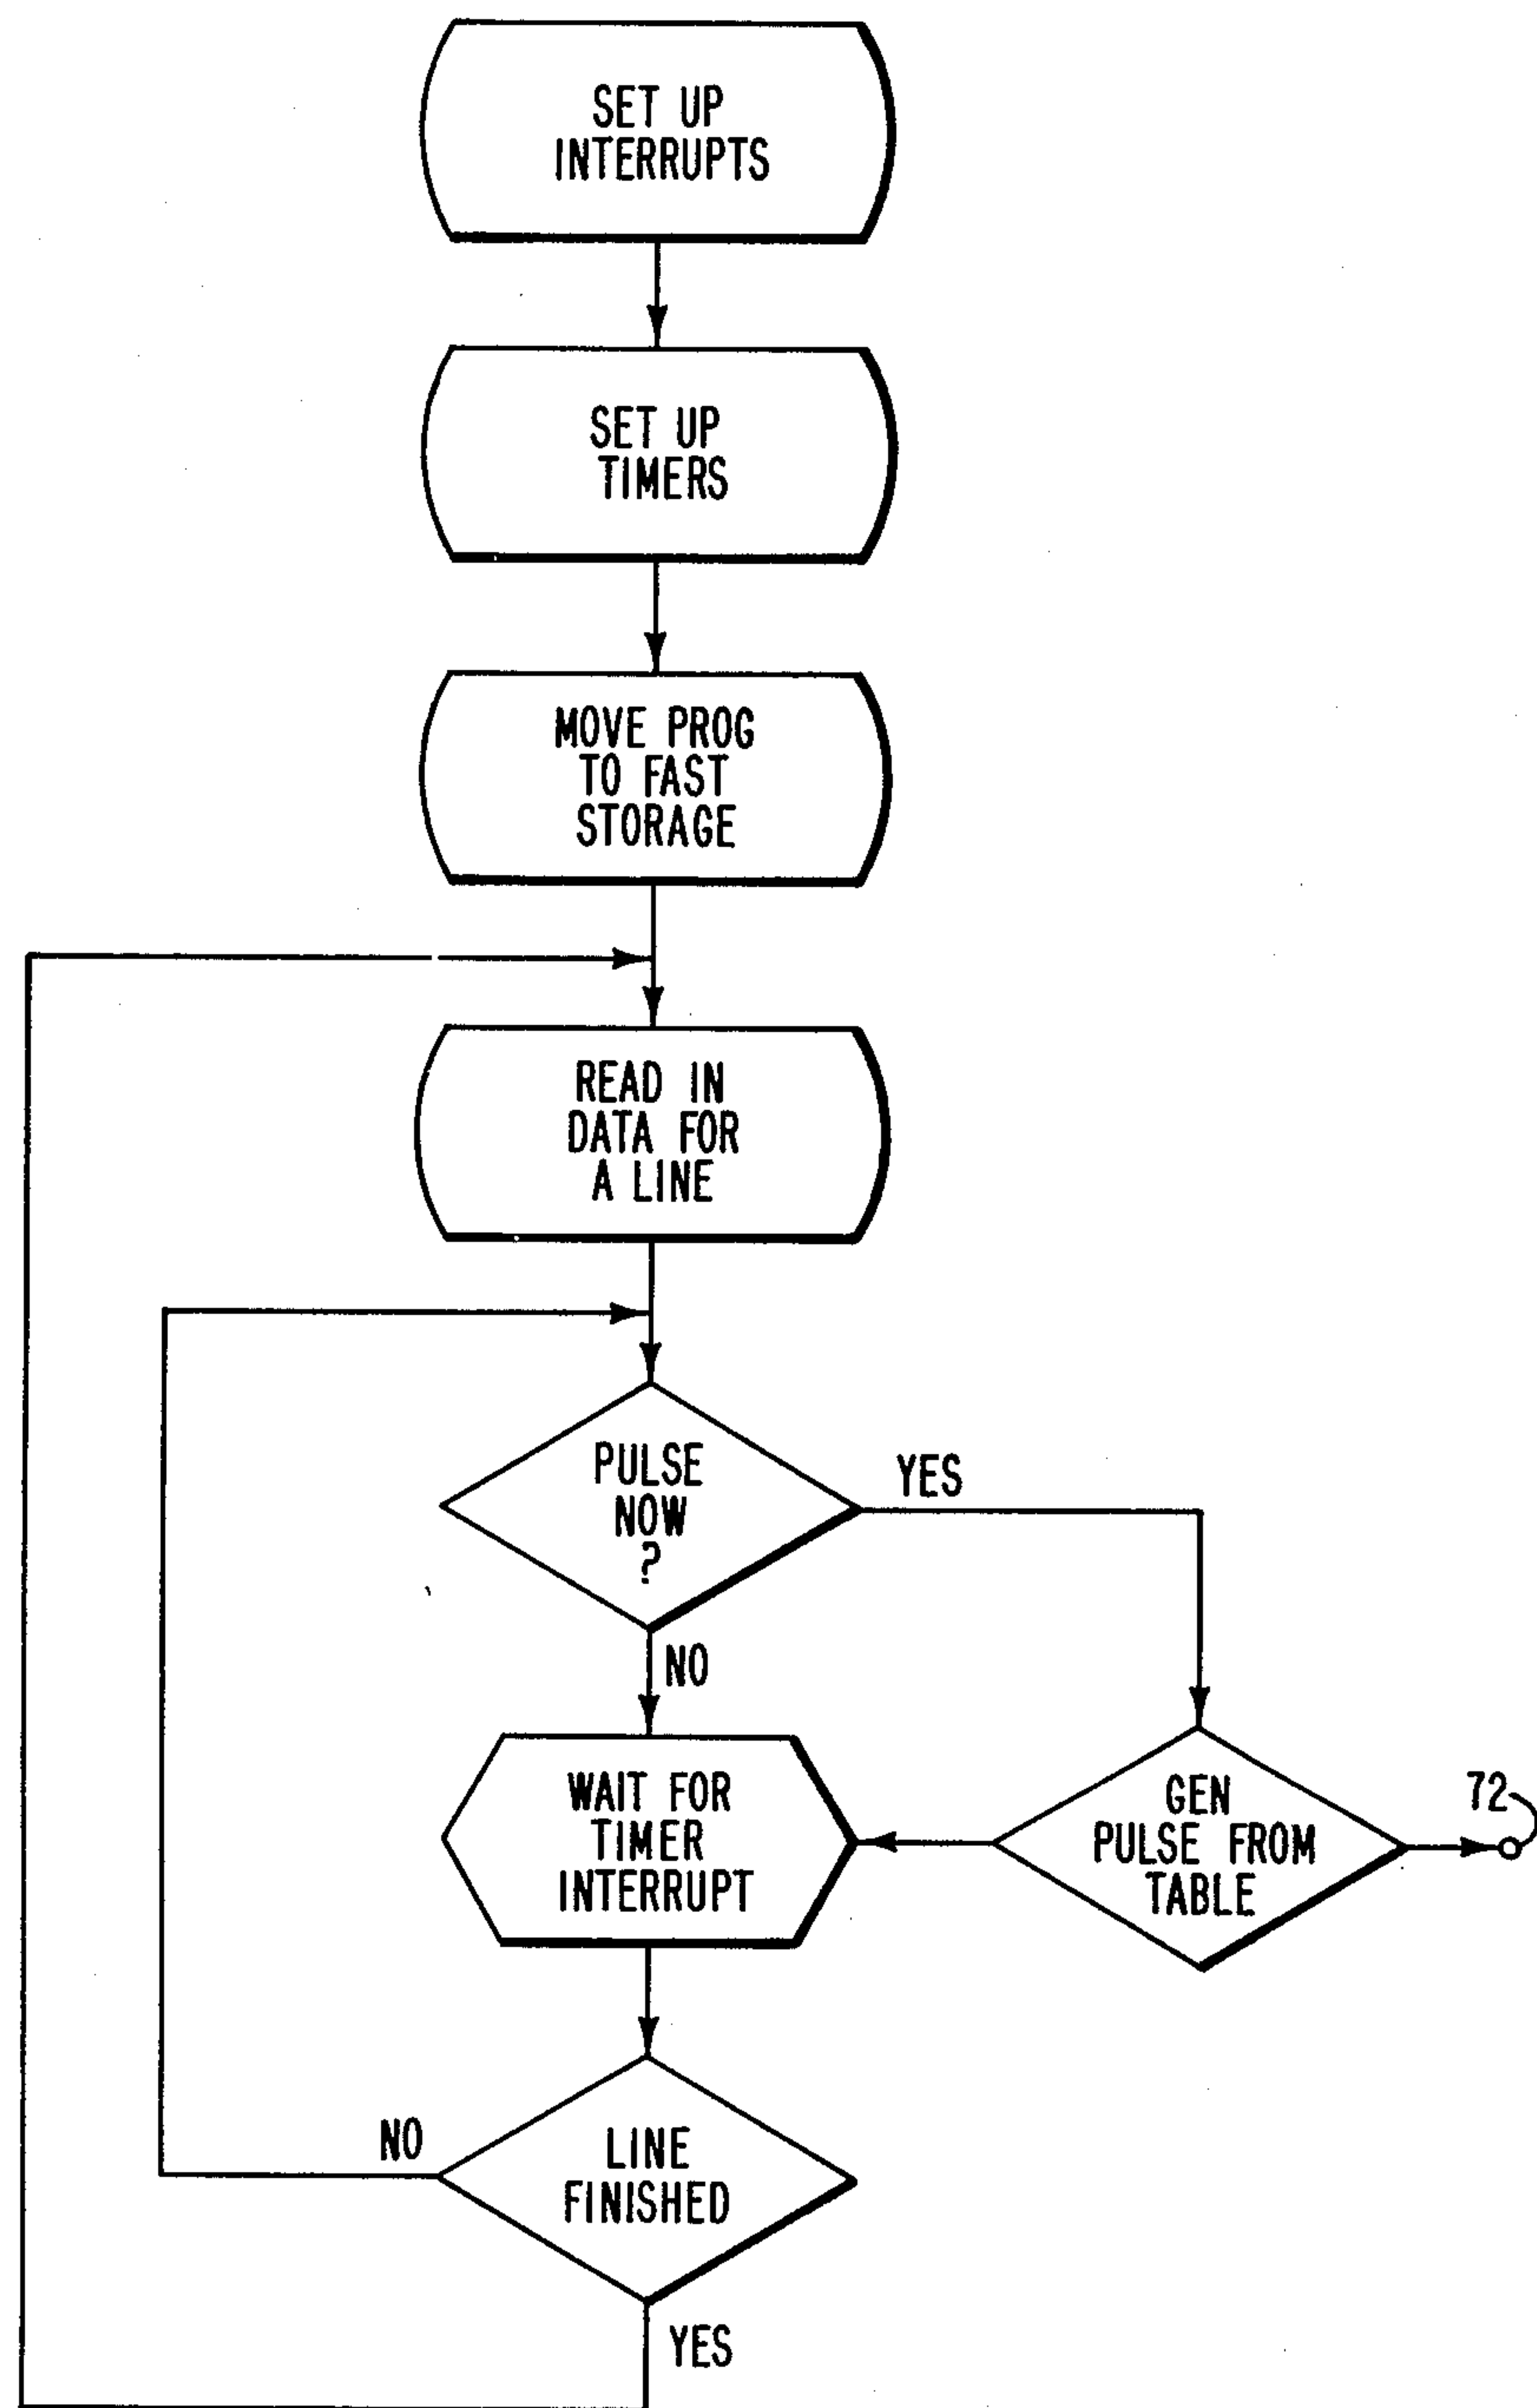 SET UP
INTERRUPTS
SET UP
TIMERS
MOVE PROG
TO FAST
STORAGE
READ IN
DATA FOR
A LINE
PULSE
NOW
?
YES
NO
WAIT FOR
TIMER
INTERRUPT
GEN
PULSE FROM
TABLE
72
LINE
FINISHED
NO
YES